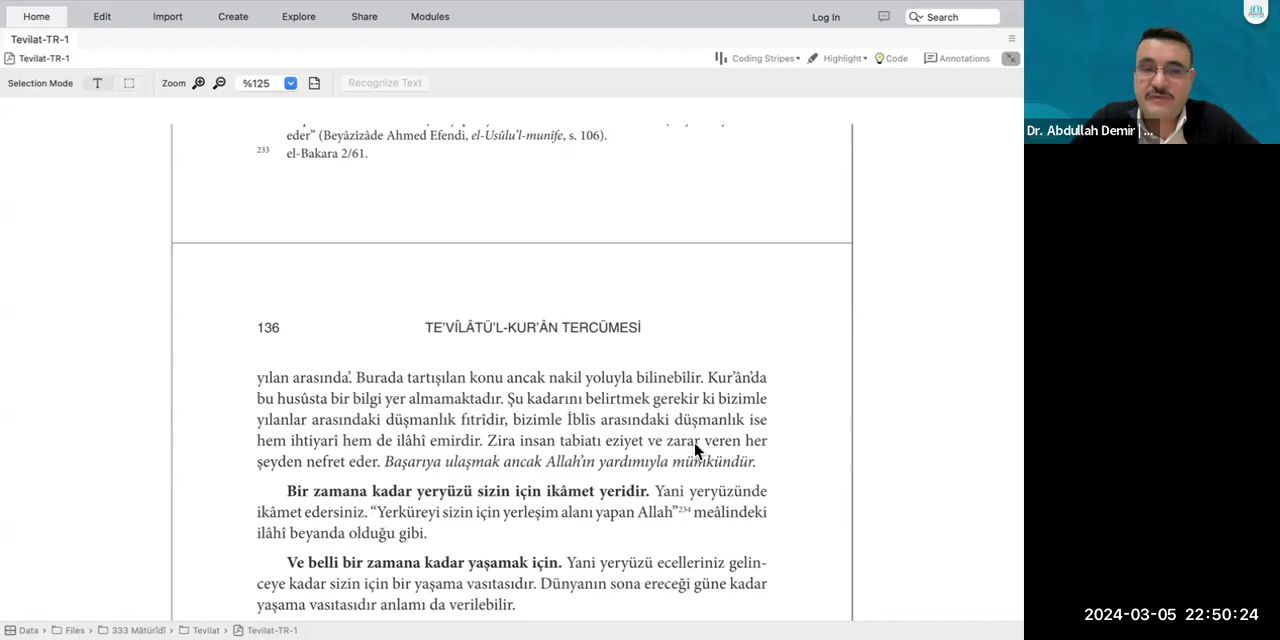 Home Edit Import Create Explore Share Modules Log In Search
Tevilat-TR-1
Tevilat-TR-1 Coding Stripes Highlight Code Annotations
Selection Mode T Zoom %125 Recognize Text
eder” (Beyâzîzâde Ahmed Efendi, el-Usûlu’l-munîfe, s. 106).
233 el-Bakara 2/61.
136 TE’VÎLÂTÜ’L-KUR’ÂN TERCÜMESİ
yılan arasında’. Burada tartışılan konu ancak nakil yoluyla bilinebîlir. Kur’ân’da
bu husûsta bir bilgi yer almamaktadır. Şu kadarını belirtmek gerekir ki bizimle
yılanlar arasındaki düşmanlık fıtrîdir, bizimle İblîs arasındaki düşmanlık ise
hem ihtiyarî hem de ilâhî emirdir. Zira insan tabiatı eziyet ve zarar veren her
şeyden nefret eder. Başarıya ulaşmak ancak Allah’ın yardımıyla mümkündür.
Bir zamana kadar yeryüzü sizin için ikâmet yeridir. Yani yeryüzünde
ikâmet edersiniz. “Yerküreyi sizin için yerleşim alanı yapan Allah”234 meâlindeki
ilâhî beyanda olduğu gibi.
Ve belli bir zamana kadar yaşamak için. Yani yeryüzü ecelleriniz gelin-
ceye kadar sizin için bir yaşama vasıtasıdır. Dünyanın sona ereceği güne kadar
yaşama vasıtasıdır anlamı da verilebilir.
Data › Files › 333 Mâtürîdî › Tevilat › Tevilat-TR-1
Dr. Abdullah Demir | ...
2024-03-05 22:50:24